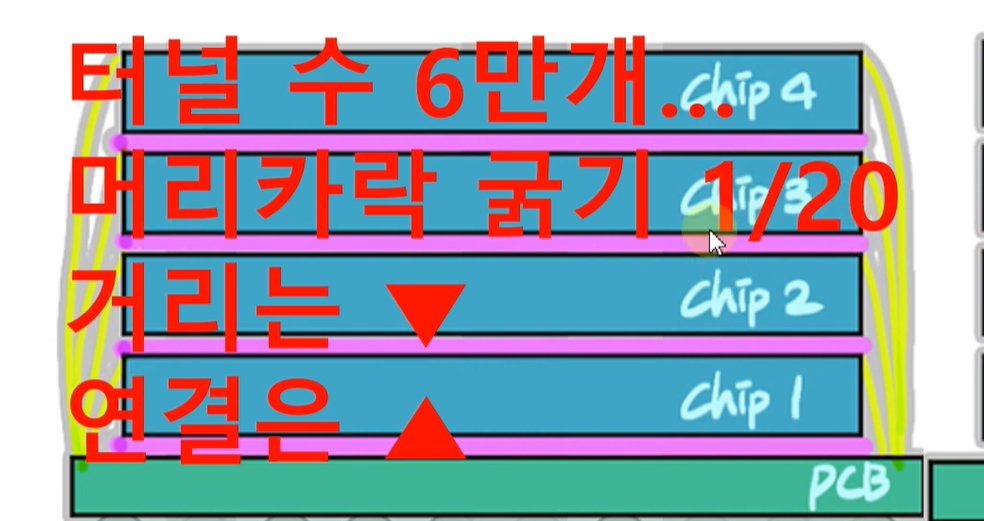 터널 수 6만개...
chip 4
머리카락 굵기 1/20
chip 3
거리는 ▼
chip 2
연결은 ▲
chip 1
PCB